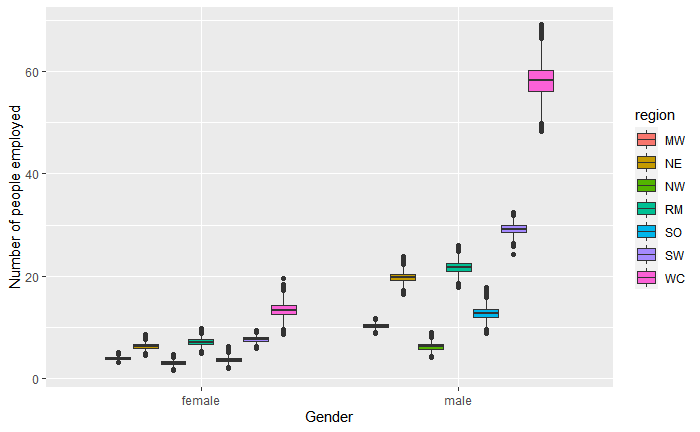 Number of people employed
60
40
20
0
female
male
Gender
region
MW
NE
NW
RM
SO
SW
WC